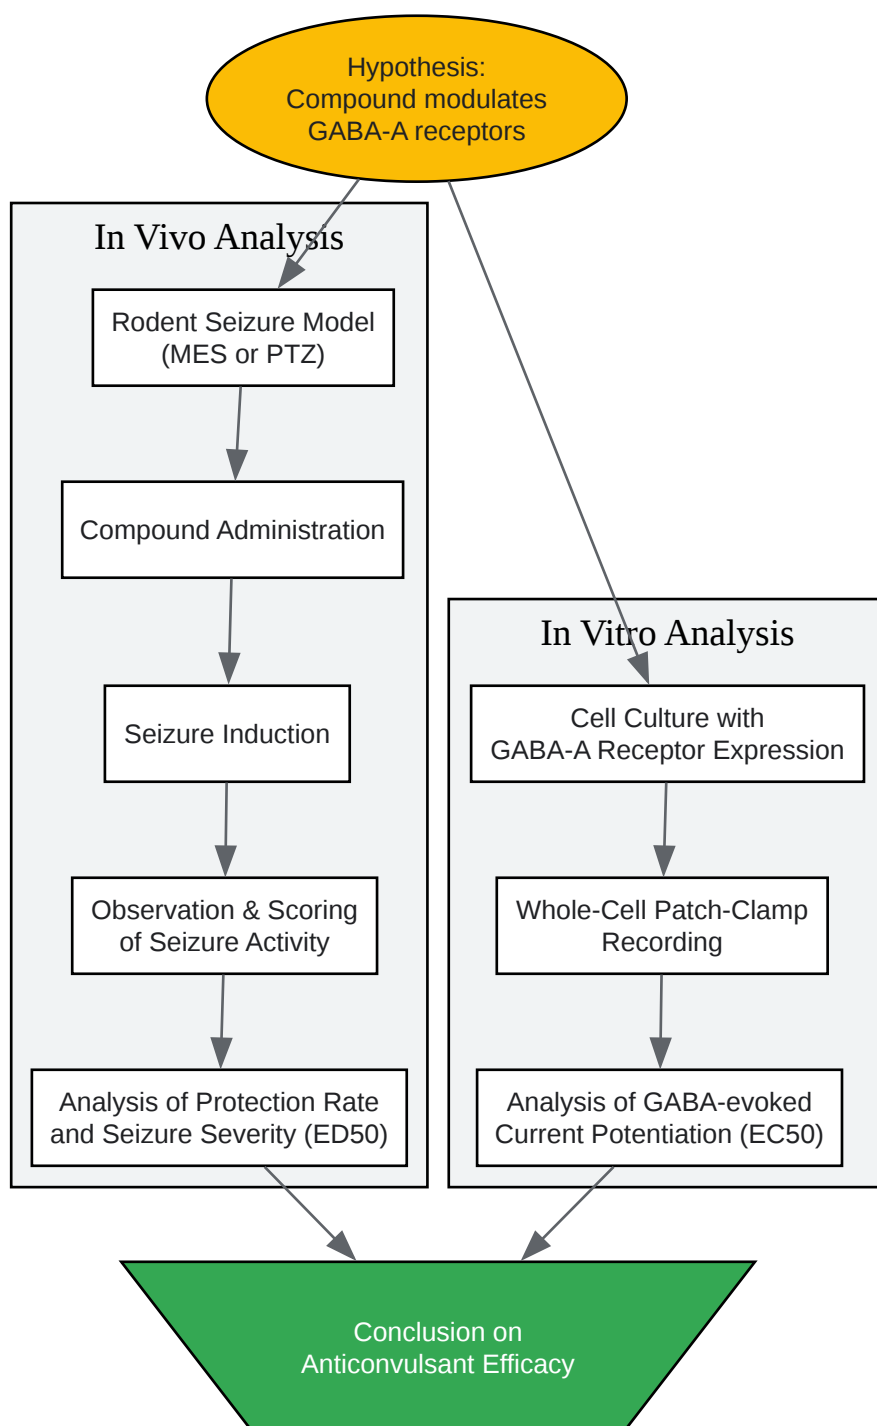 Hypothesis:
Compound modulates
GABA-A receptors
In Vivo Analysis
Rodent Seizure Model
(MES or PTZ)
Compound Administration
Seizure Induction
Observation & Scoring
of Seizure Activity
Analysis of Protection Rate
and Seizure Severity (ED50)
In Vitro Analysis
Cell Culture with
GABA-A Receptor Expression
Whole-Cell Patch-Clamp
Recording
Analysis of GABA-evoked
Current Potentiation (EC50)
Conclusion on
Anticonvulsant Efficacy